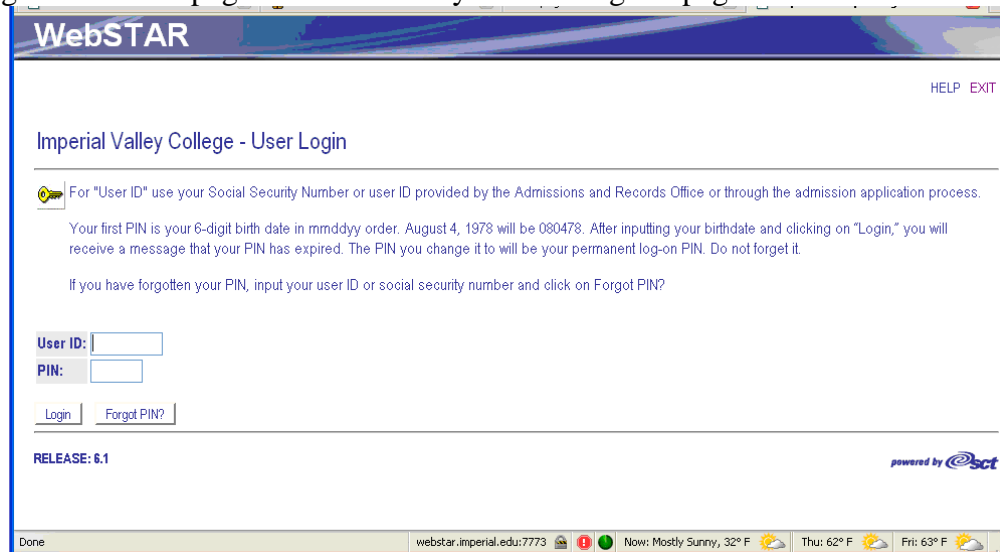 WebSTAR
HELP EXIT
Imperial Valley College - User Login
For "User ID" use your Social Security Number or user ID provided by the Admissions and Records Office or through the admission application process.
Your first PIN is your 6-digit birth date in mmddyy order. August 4, 1978 will be 080478. After inputting your birthdate and clicking on "Login," you will
receive a message that your PIN has expired. The PIN you change it to will be your permanent log-on PIN. Do not forget it.
If you have forgotten your PIN, input your user ID or social security number and click on Forgot PIN?
User ID:
PIN:
Login Forgot PIN?
RELEASE: 6.1
powered by sct
Done webstar.imperial.edu:7773 Now: Mostly Sunny, 32° F Thu: 62° F Fri: 63° F